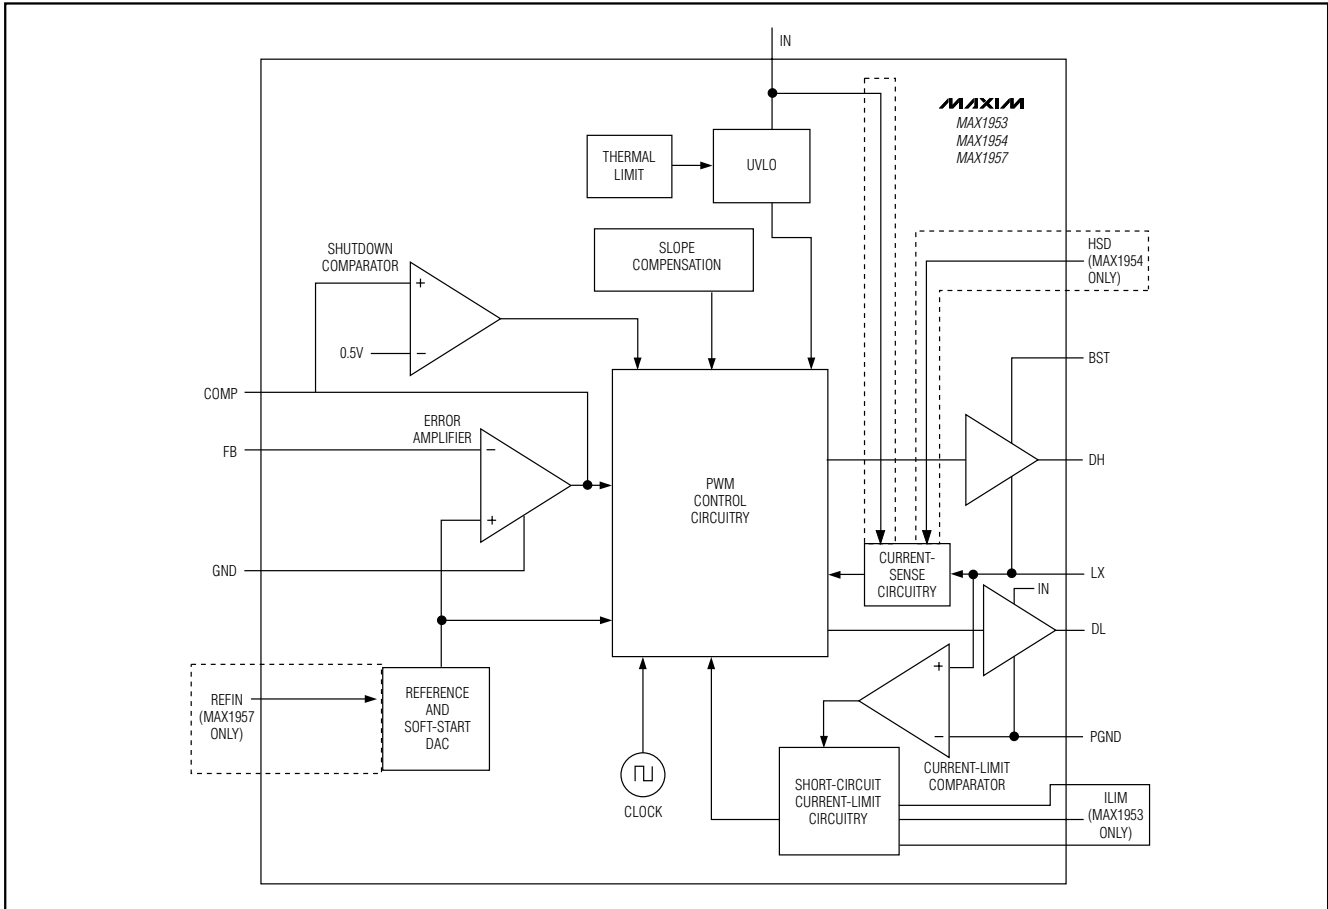 IN
MAXIM
MAX1953
MAX1954
MAX1957
THERMAL
LIMIT
UVLO
SHUTDOWN
COMPARATOR
SLOPE
COMPENSATION
HSD
(MAX1954
ONLY)
+
0.5V
−
BST
COMP
ERROR
AMPLIFIER
FB
−
DH
PWM
CONTROL
CIRCUITRY
+
GND
CURRENT-
SENSE
CIRCUITRY
LX
IN
DL
REFIN
(MAX1957
ONLY)
REFERENCE
AND
SOFT-START
DAC
+
−
PGND
CURRENT-LIMIT
COMPARATOR
CLOCK
SHORT-CIRCUIT
CURRENT-LIMIT
CIRCUITRY
ILIM
(MAX1953
ONLY)